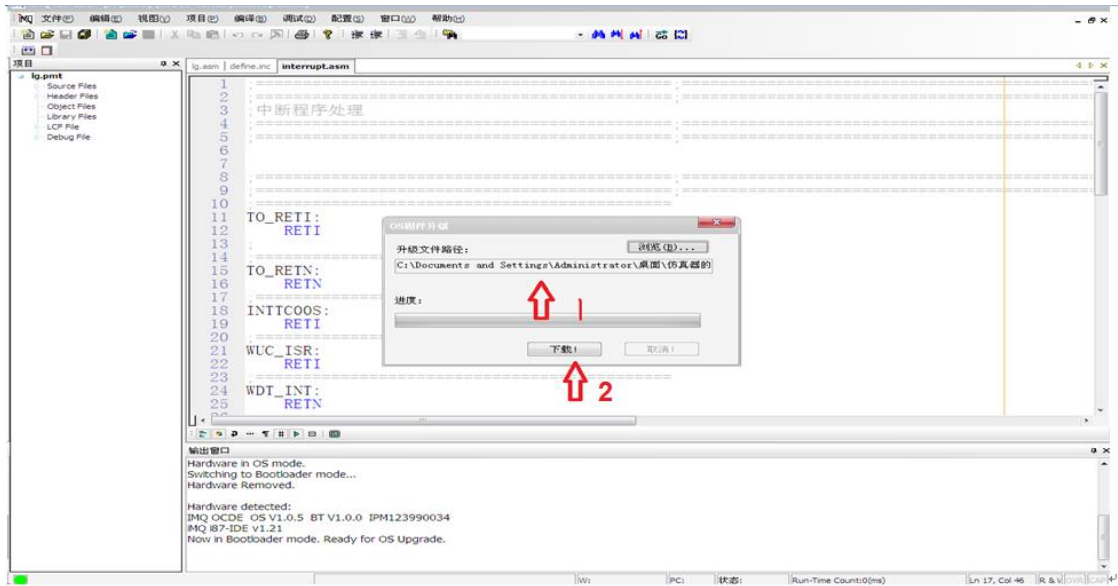 iMQ 文件(F) 编辑(E) 视图(V) 项目(P) 编译(B) 调试(D) 配置(S) 窗口(W) 帮助(H)
项目
lg.asm define.inc interrupt.asm
lg.pmt
Source Files
Header Files
Object Files
Library Files
LCF File
Debug File
1 ;
2 ;
3 ;中断程序处理
4 ;
5 ;
6
7
8 ;
9 ;
10 ;
11 TO_RETI:
12 RETI
13 ;
14 ;
15 TO_RETN:
16 RETN
17 ;
18 INTTC00S:
19 RETI
20 ;
21 WUC_ISR:
22 RETI
23 ;
24 WDT_INT:
25 RETN
OS固件升级
升级文件路径:
浏览(B)...
C:\Documents and Settings\Administrator\桌面\仿真器的
1
进度:
下载!
取消!
2
输出窗口
Hardware in OS mode.
Switching to Bootloader mode...
Hardware Removed.
Hardware detected:
IMQ OCDE OS V1.0.5 BT V1.0.0 IPM123990034
iMQ i87-IDE v1.21
Now in Bootloader mode. Ready for OS Upgrade.
W: PC: 状态: Run-Time Count:0(ms) Ln 17, Col 46 R & V OVR CAP